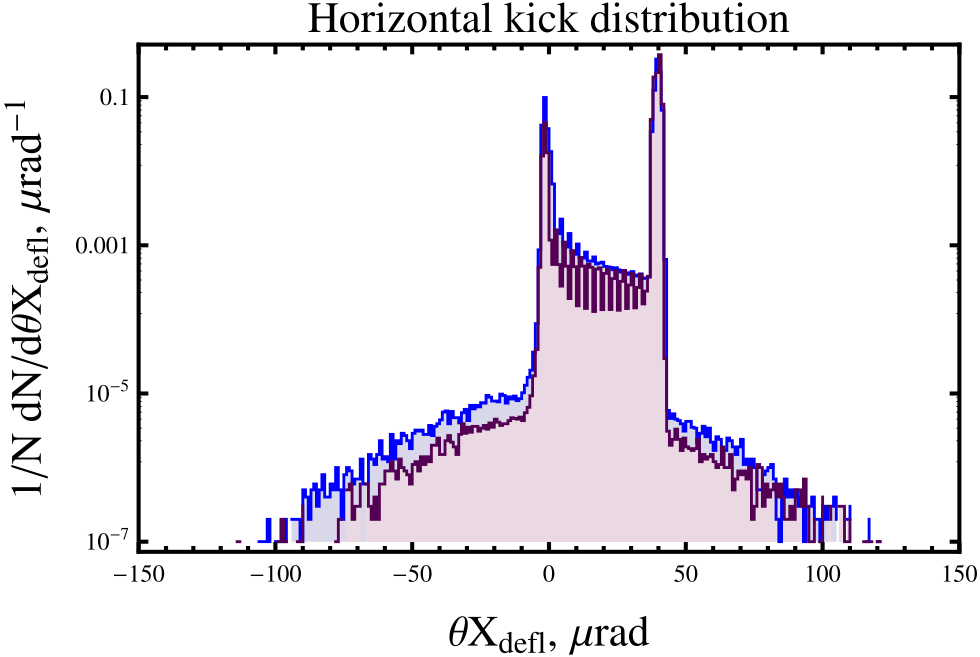 Horizontal kick distribution
1/N dN/dθX_defl, μrad⁻¹
0.1
0.001
10⁻⁵
10⁻⁷
−150 −100 −50 0 50 100 150
θX_defl, μrad